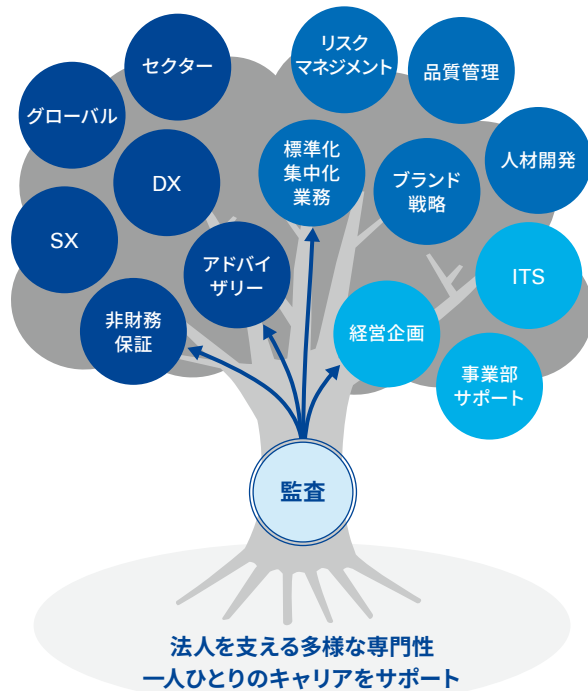 セクター
リスク
マネジメント
品質管理
グローバル
DX
標準化
集中化
業務
ブランド
戦略
人材開発
SX
アドバイ
ザリー
ITS
非財務
保証
経営企画
事業部
サポート
監査
法人を支える多様な専門性
一人ひとりのキャリアをサポート